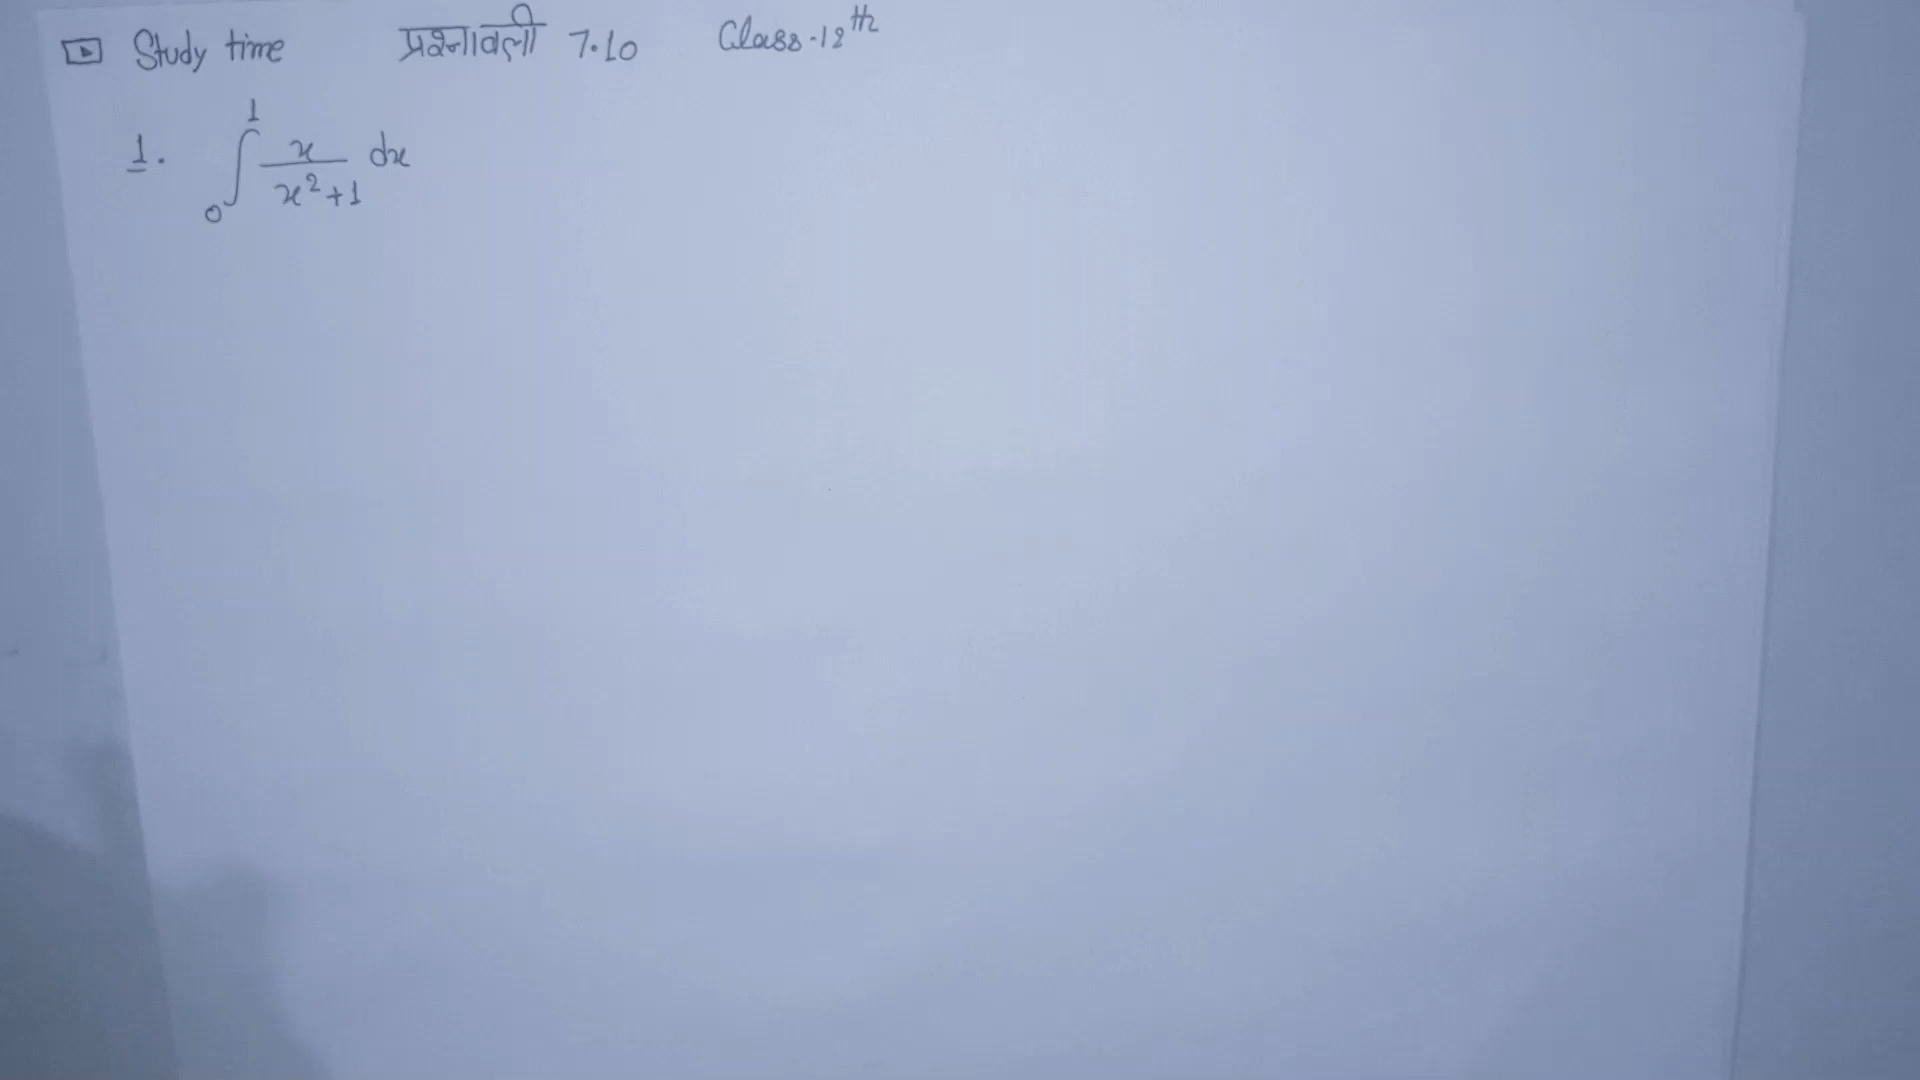 Study time प्रश्नावली 7.10 Class-12th
1. ∫₀¹ x/(x²+1) dx